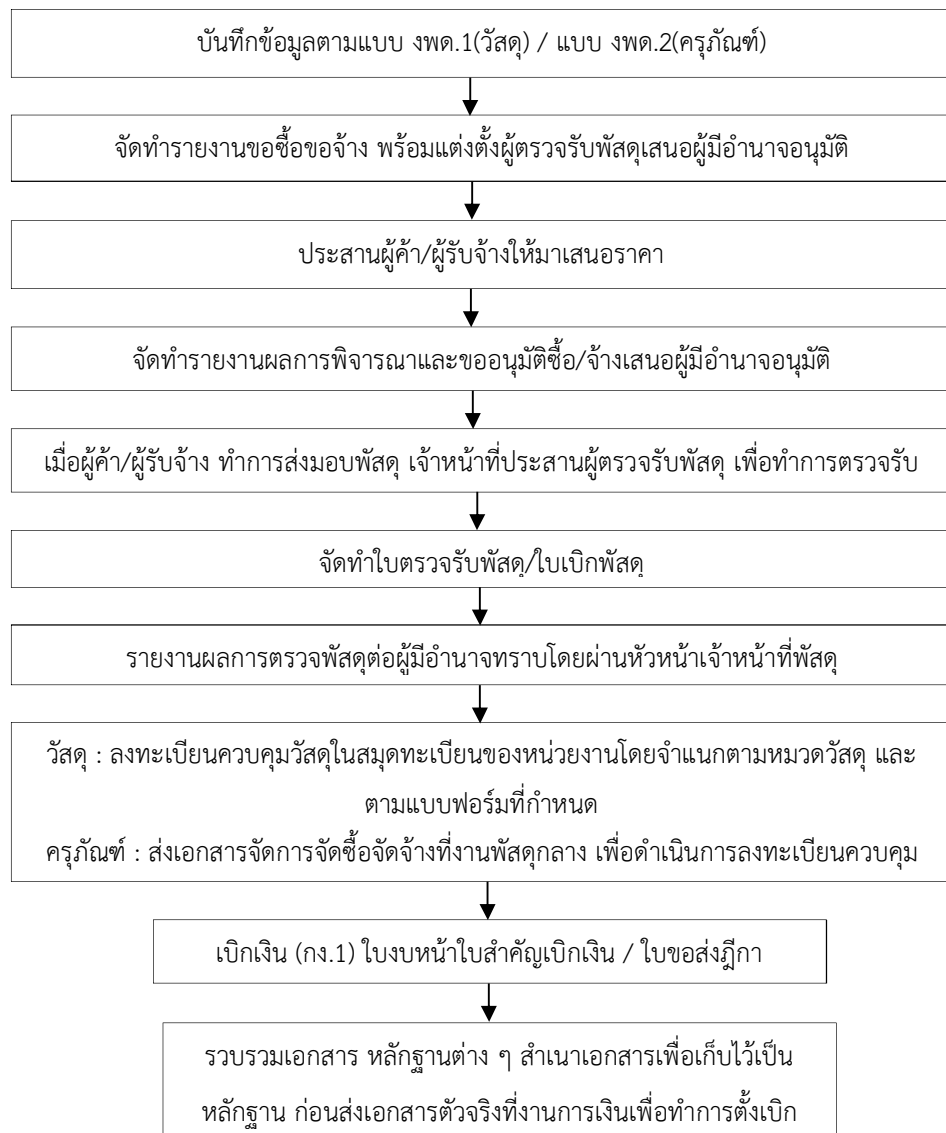 บันทึกข้อมูลตามแบบ งพด.1(วัสดุ) / แบบ งพด.2(ครุภัณฑ์)
จัดทำรายงานขอซื้อขอจ้าง พร้อมแต่งตั้งผู้ตรวจรับพัสดุเสนอผู้มีอำนาจอนุมัติ
ประสานผู้ค้า/ผู้รับจ้างให้มาเสนอราคา
จัดทำรายงานผลการพิจารณาและขออนุมัติซื้อ/จ้างเสนอผู้มีอำนาจอนุมัติ
เมื่อผู้ค้า/ผู้รับจ้าง ทำการส่งมอบพัสดุ เจ้าหน้าที่ประสานผู้ตรวจรับพัสดุ เพื่อทำการตรวจรับ
จัดทำใบตรวจรับพัสดุ/ใบเบิกพัสดุ
รายงานผลการตรวจพัสดุต่อผู้มีอำนาจทราบโดยผ่านหัวหน้าเจ้าหน้าที่พัสดุ
วัสดุ : ลงทะเบียนควบคุมวัสดุในสมุดทะเบียนของหน่วยงานโดยจำแนกตามหมวดวัสดุ และ
ตามแบบฟอร์มที่กำหนด
ครุภัณฑ์ : ส่งเอกสารจัดการจัดซื้อจัดจ้างที่งานพัสดุกลาง เพื่อดำเนินการลงทะเบียนควบคุม
เบิกเงิน (กง.1) ใบงบหน้าใบสำคัญเบิกเงิน / ใบขอส่งฎีกา
รวบรวมเอกสาร หลักฐานต่าง ๆ สำเนาเอกสารเพื่อเก็บไว้เป็น
หลักฐาน ก่อนส่งเอกสารตัวจริงที่งานการเงินเพื่อทำการตั้งเบิก